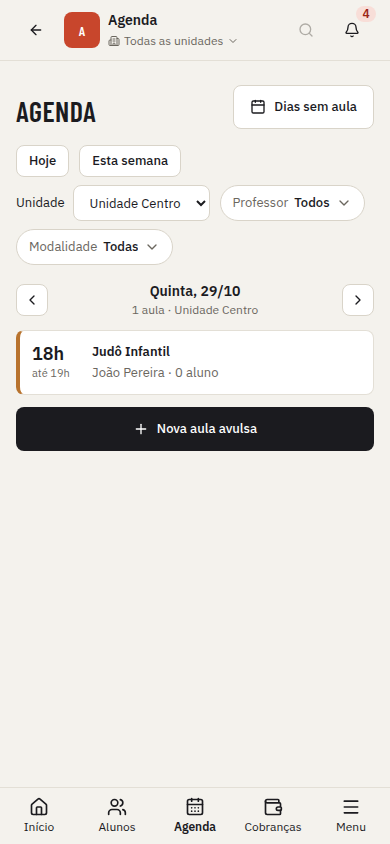 A
Agenda
Todas as unidades
4
AGENDA
Dias sem aula
Hoje
Esta semana
Unidade
Unidade Centro
Professor Todos
Modalidade Todas
Quinta, 29/10
1 aula · Unidade Centro
18h
até 19h
Judô Infantil
João Pereira · 0 aluno
Nova aula avulsa
Início
Alunos
Agenda
Cobranças
Menu